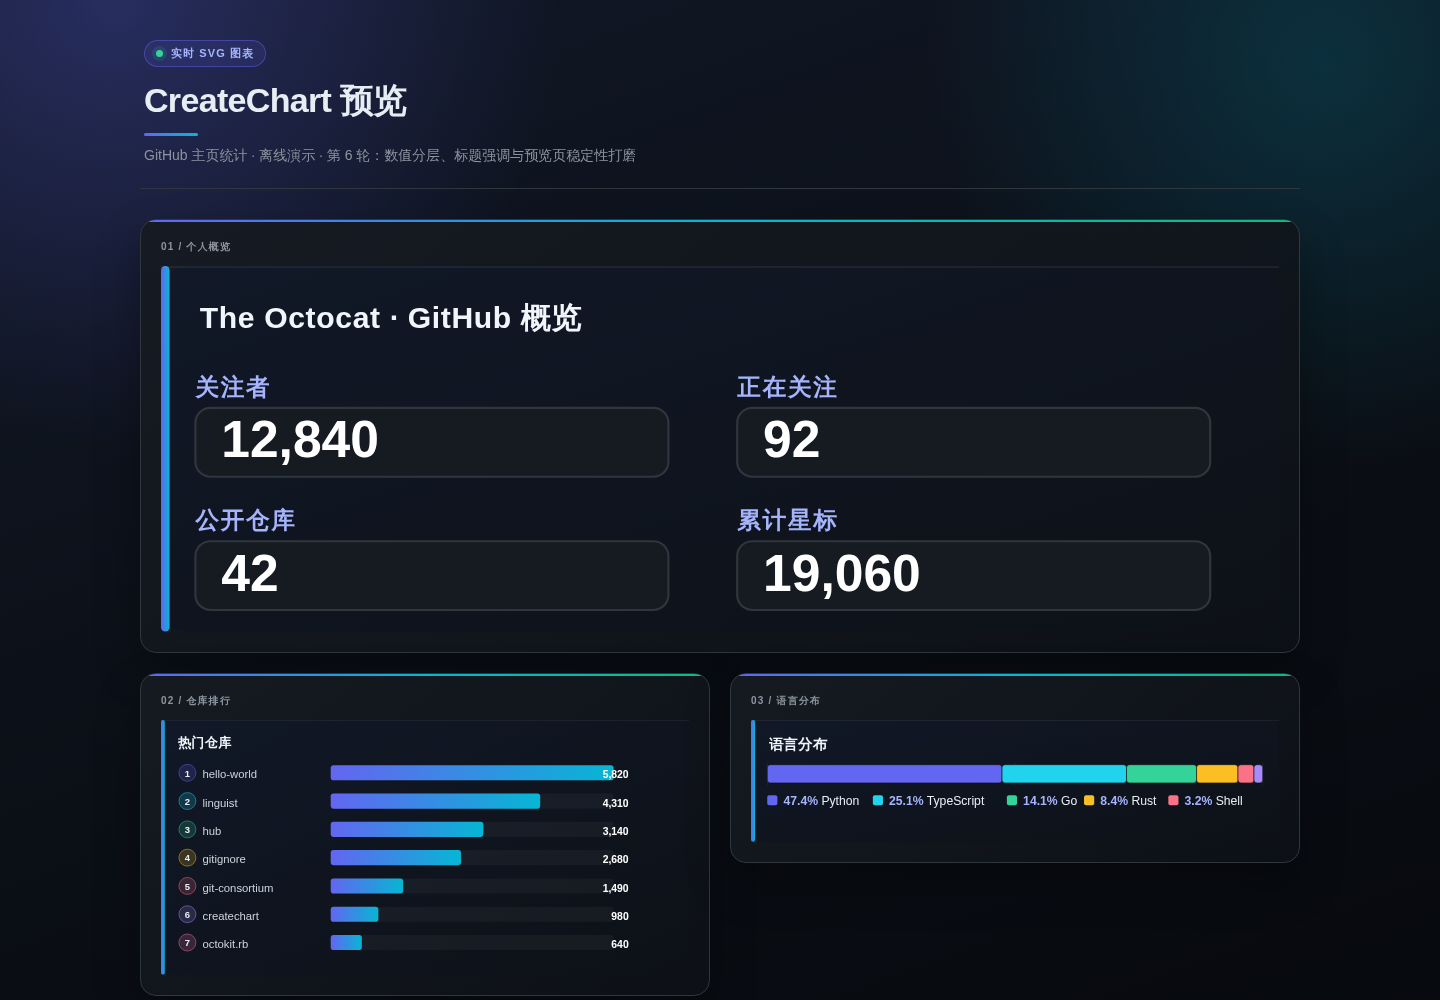 实时 SVG 图表
CreateChart 预览
GitHub 主页统计 · 离线演示 · 第 6 轮：数值分层、标题强调与预览页稳定性打磨
01 / 个人概览
The Octocat · GitHub 概览
关注者
12,840
正在关注
92
公开仓库
42
累计星标
19,060
02 / 仓库排行
热门仓库
1 hello-world 5,820
2 linguist 4,310
3 hub 3,140
4 gitignore 2,680
5 git-consortium 1,490
6 createchart 980
7 octokit.rb 640
03 / 语言分布
语言分布
47.4% Python 25.1% TypeScript 14.1% Go 8.4% Rust 3.2% Shell